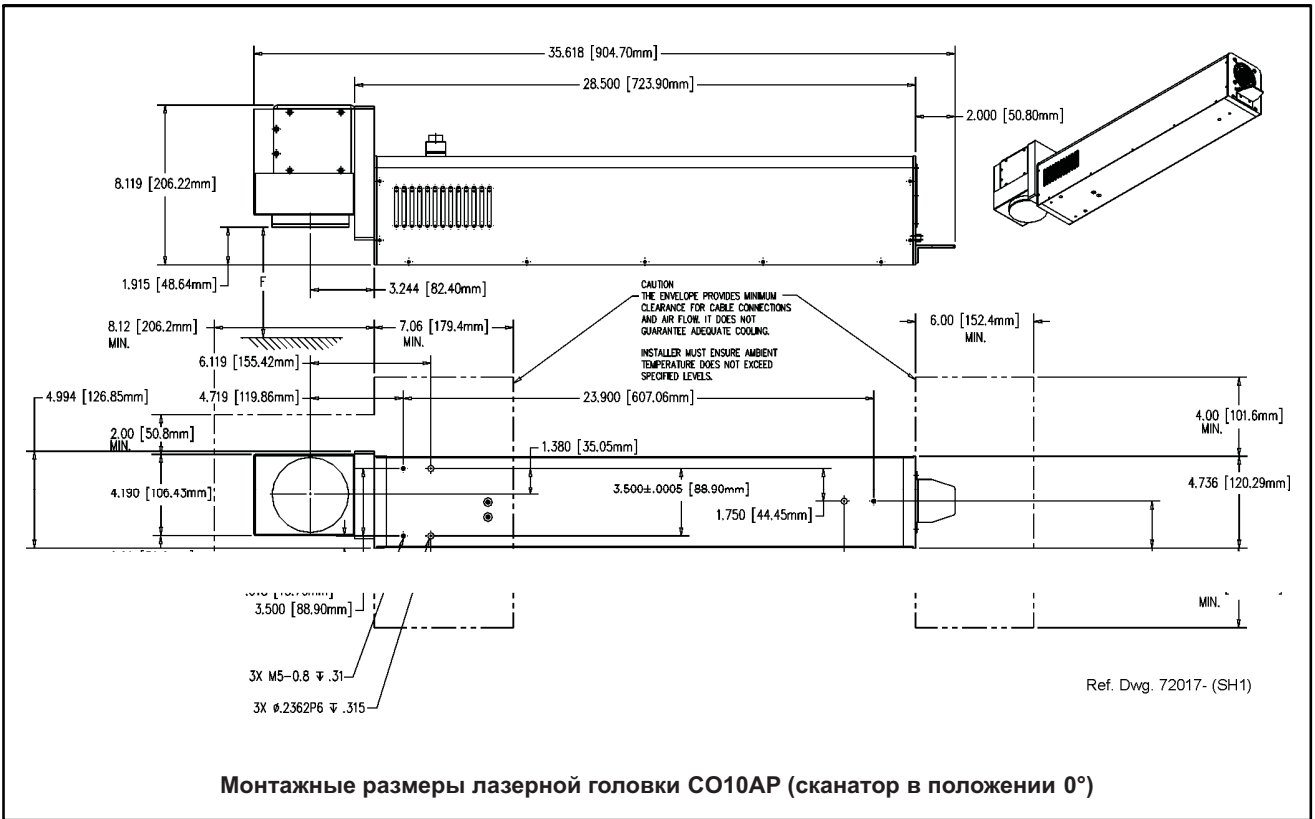 35.618 [904.70mm]
28.500 [723.90mm]
2.000 [50.80mm]
8.119 [206.22mm]
1.915 [48.64mm]
F
3.244 [82.40mm]
CAUTION
THE ENVELOPE PROVIDES MINIMUM
CLEARANCE FOR CABLE CONNECTIONS
AND AIR FLOW. IT DOES NOT
GUARANTEE ADEQUATE COOLING.
INSTALLER MUST ENSURE AMBIENT
TEMPERATURE DOES NOT EXCEED
SPECIFIED LEVELS.
8.12 [206.2mm]
MIN.
7.06 [179.4mm]
MIN.
6.00 [152.4mm]
MIN.
6.119 [155.42mm]
4.994 [126.85mm]
4.719 [119.86mm]
23.900 [607.06mm]
4.00 [101.6mm]
MIN.
2.00 [50.8mm]
MIN.
1.380 [35.05mm]
4.190 [106.43mm]
3.500±.0005 [88.90mm]
4.736 [120.29mm]
1.750 [44.45mm]
3.500 [88.90mm]
MIN.
3X M5-0.8 ↧ .31
3X ⌀.2362P6 ↧ .315
Ref. Dwg. 72017- (SH1)
Монтажные размеры лазерной головки CO10AP (сканатор в положении 0°)